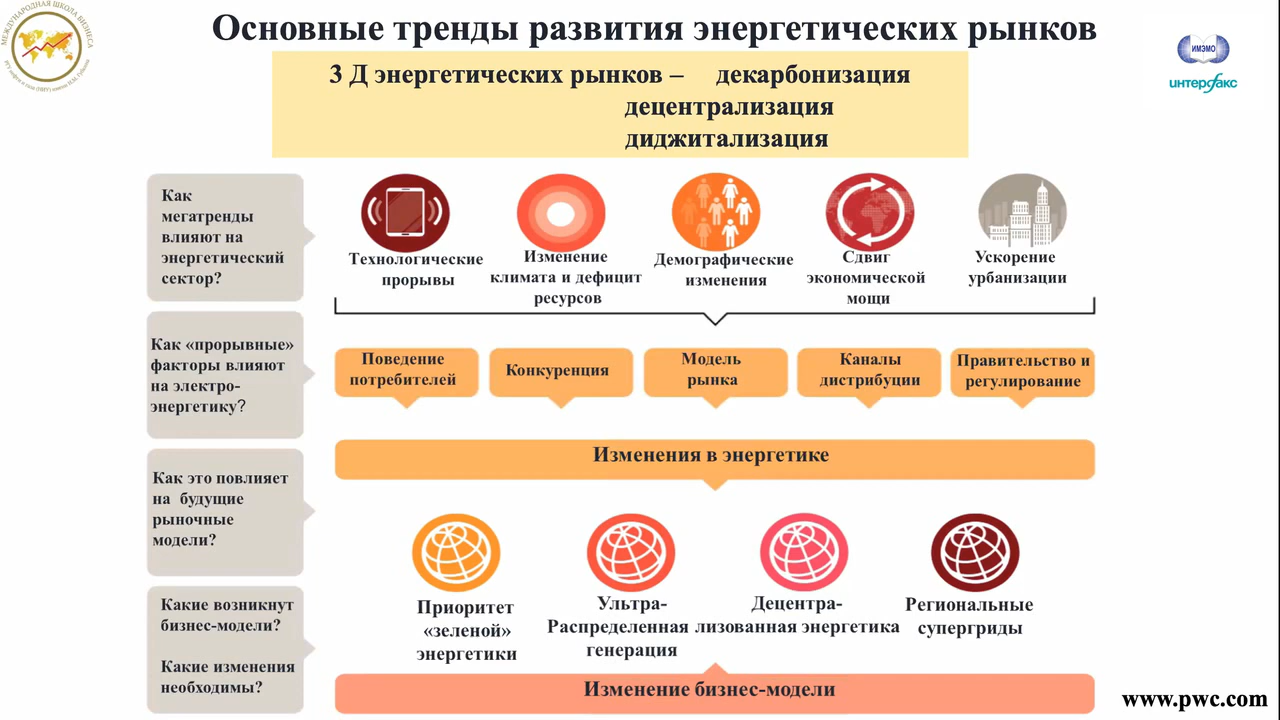 МЕЖДУНАРОДНАЯ ШКОЛА БИЗНЕСА
Основные тренды развития энергетических рынков
ИМЭМО
интерфакс
3 Д энергетических рынков – декарбонизация
децентрализация
диджитализация
Как
мегатренды
влияют на
энергетический
сектор?
Технологические
прорывы
Изменение
климата и дефицит
ресурсов
Демографические
изменения
Сдвиг
экономической
мощи
Ускорение
урбанизации
Как «прорывные»
факторы влияют
на электро-
энергетику?
Поведение
потребителей
Конкуренция
Модель
рынка
Каналы
дистрибуции
Правительство и
регулирование
Изменения в энергетике
Как это повлияет
на будущие
рыночные
модели?
Приоритет
«зеленой»
энергетики
Ультра-
Распределенная
генерация
Децентра-
лизованная энергетика
Региональные
супергриды
Какие возникнут
бизнес-модели?
Какие изменения
необходимы?
Изменение бизнес-модели
www.pwc.com